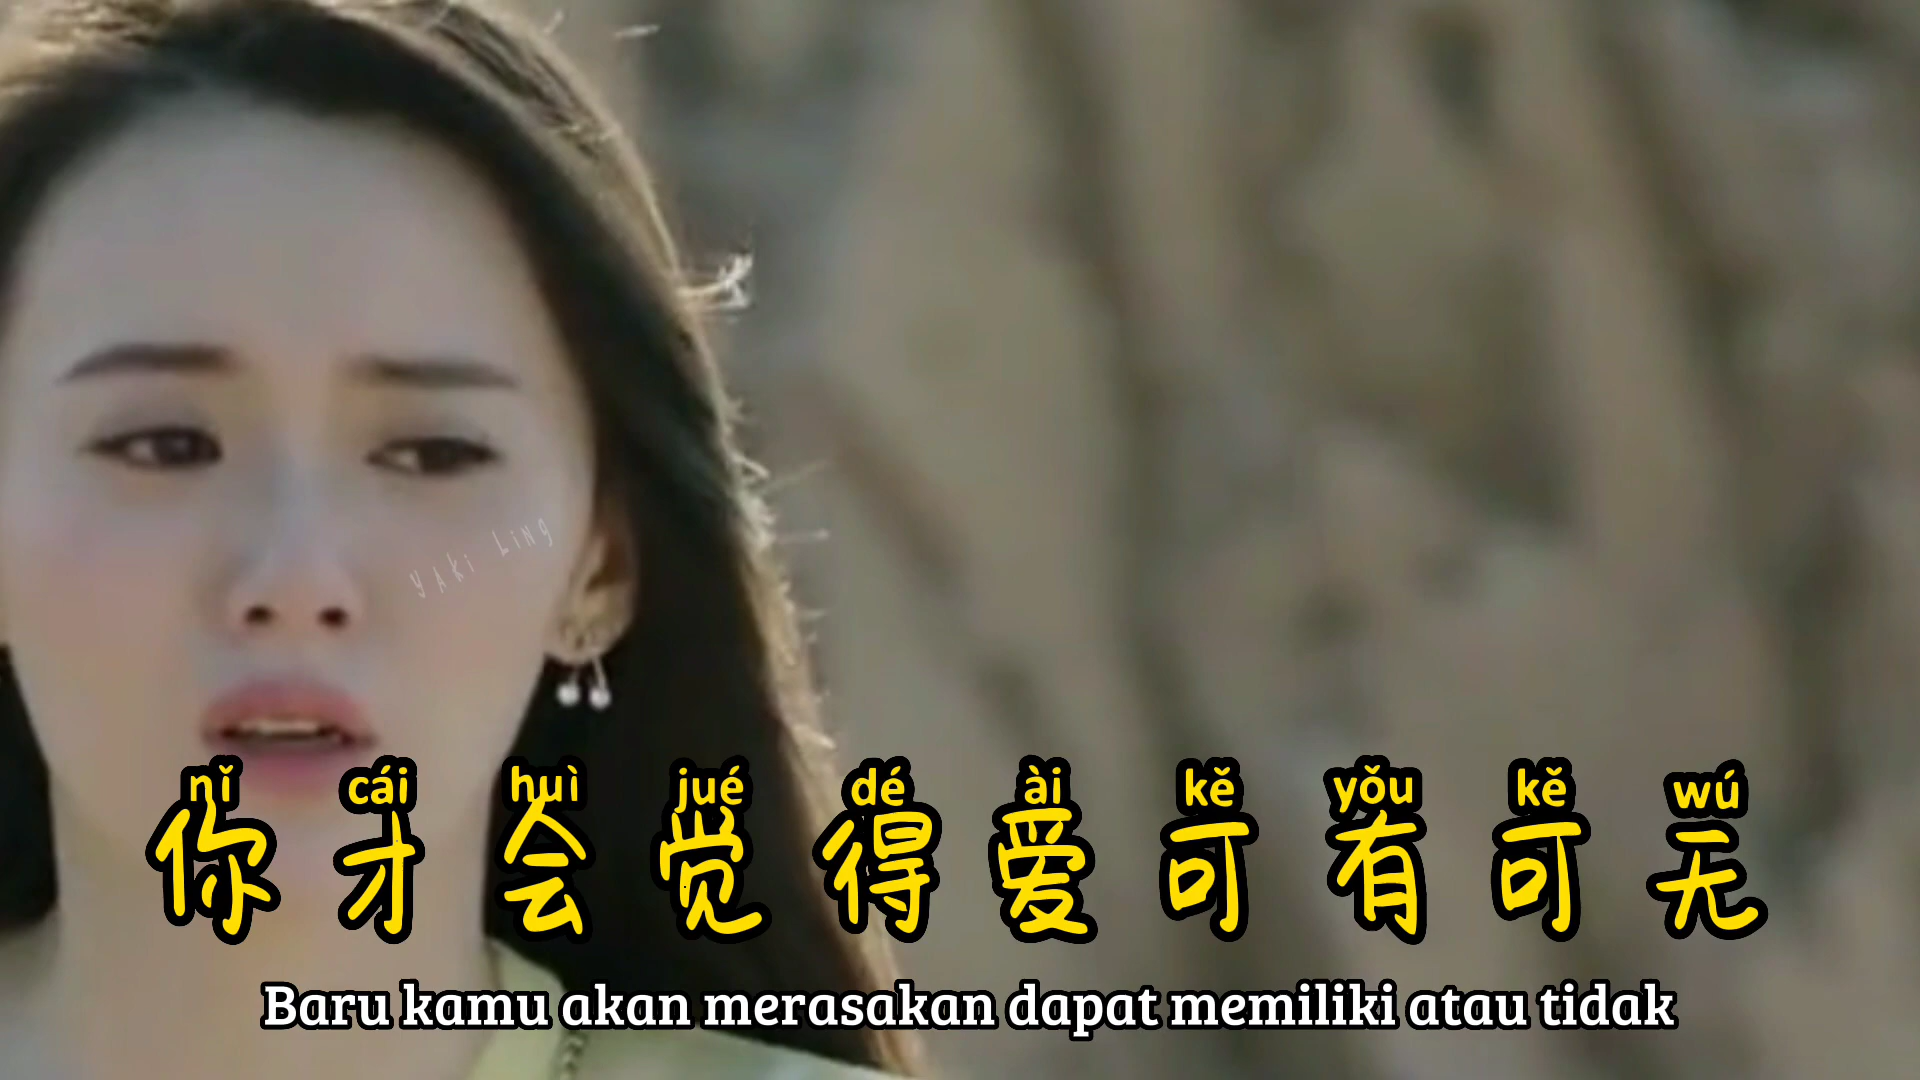 YAKi LiNg
nǐ cái huì jué dé ài kě yǒu kě wú
你才会觉得爱可有可无
Baru kamu akan merasakan dapat memiliki atau tidak